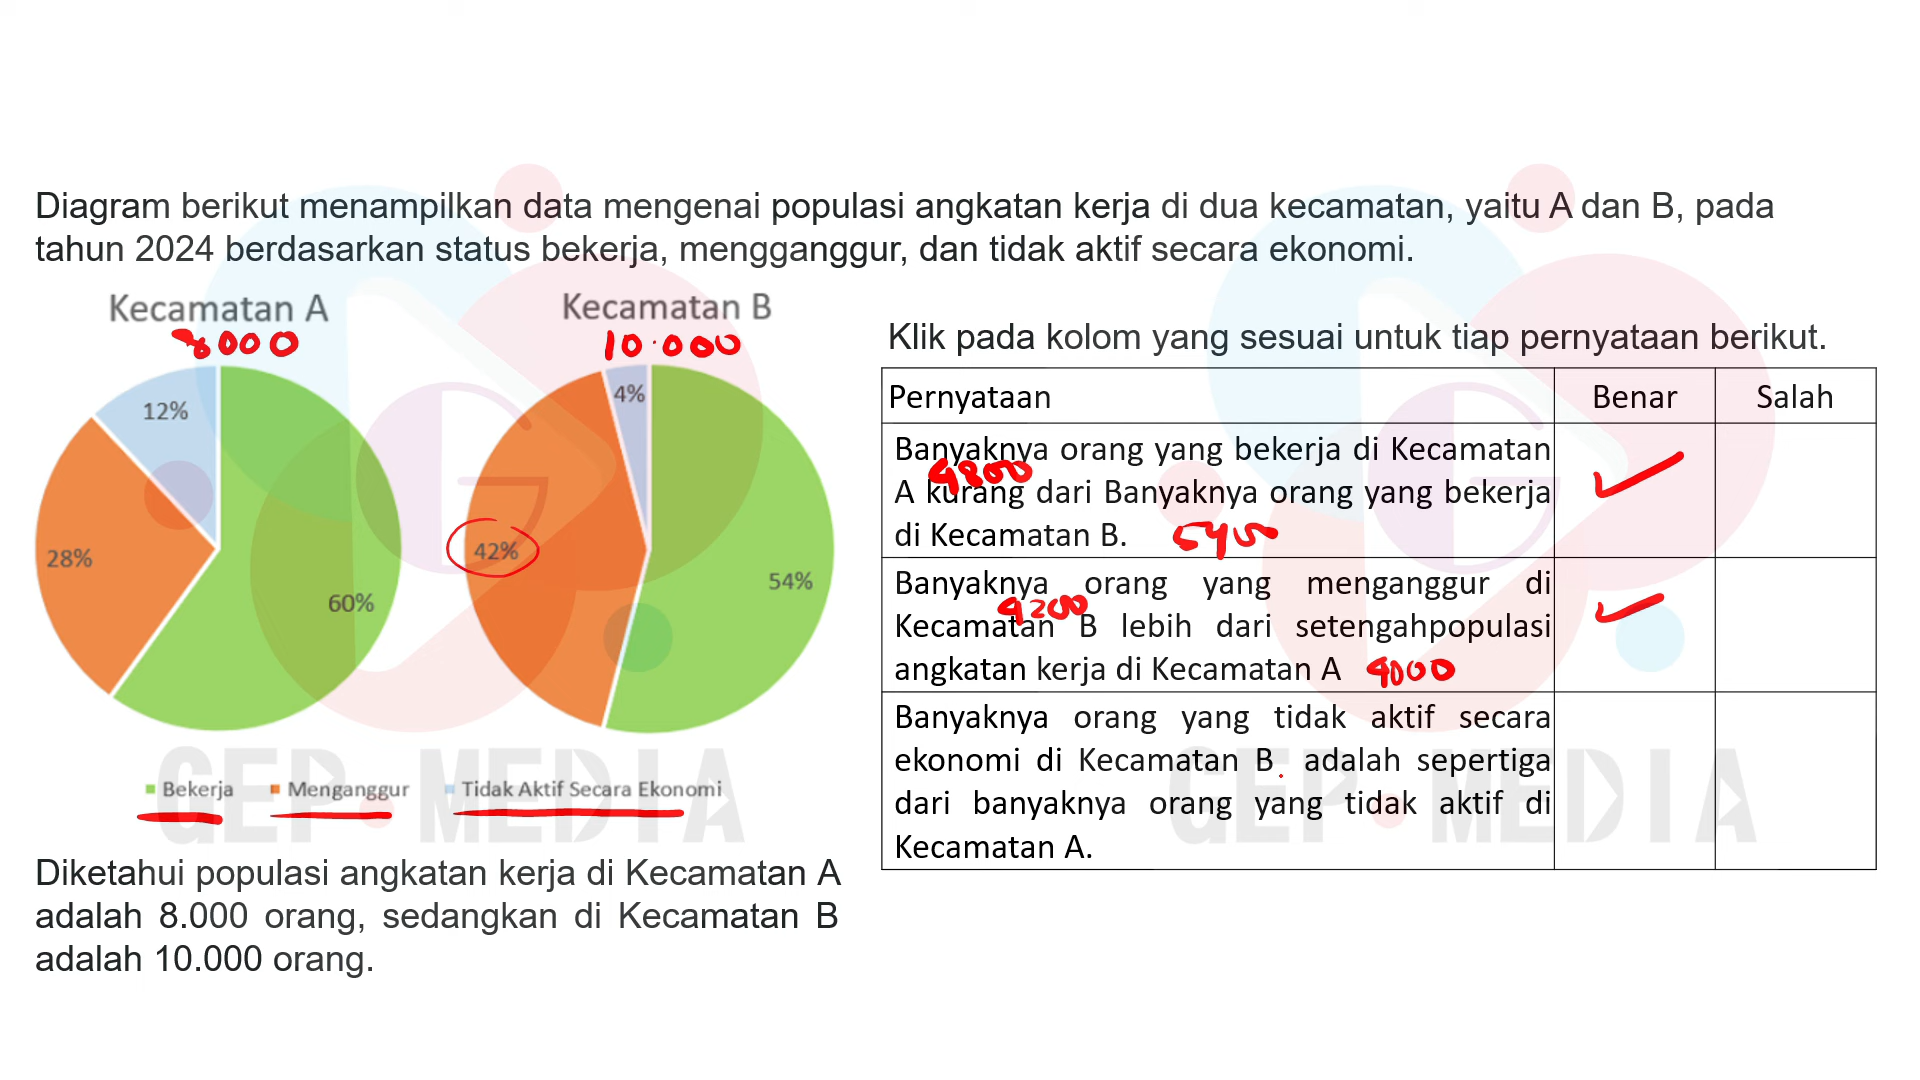 Diagram berikut menampilkan data mengenai populasi angkatan kerja di dua kecamatan, yaitu A dan B, pada
tahun 2024 berdasarkan status bekerja, mengganggur, dan tidak aktif secara ekonomi.
Kecamatan A
8000
12%
28%
60%
Kecamatan B
10.000
4%
42%
54%
Bekerja Menganggur Tidak Aktif Secara Ekonomi
GEP MEDIA
Diketahui populasi angkatan kerja di Kecamatan A
adalah 8.000 orang, sedangkan di Kecamatan B
adalah 10.000 orang.
Klik pada kolom yang sesuai untuk tiap pernyataan berikut.
Pernyataan Benar Salah
Banyaknya orang yang bekerja di Kecamatan
4800
A kurang dari Banyaknya orang yang bekerja
di Kecamatan B. 5400
Banyaknya orang yang menganggur di
4200
Kecamatan B lebih dari setengahpopulasi
angkatan kerja di Kecamatan A 4000
Banyaknya orang yang tidak aktif secara
ekonomi di Kecamatan B adalah sepertiga
dari banyaknya orang yang tidak aktif di
Kecamatan A.
GEP MEDIA